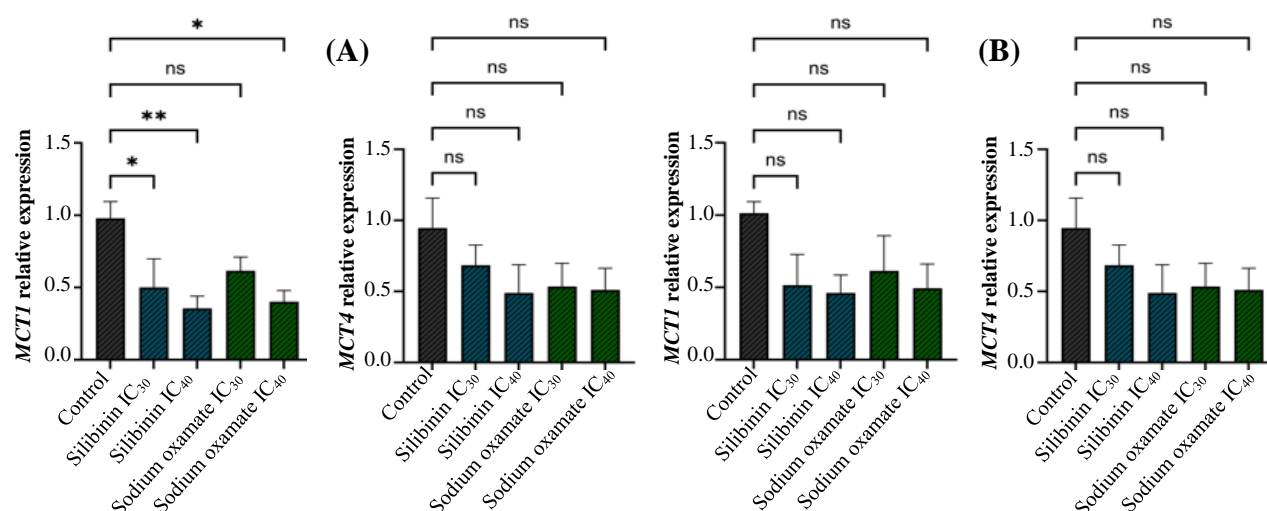 *
ns
**
*
(A)
ns
ns
ns
ns
ns
ns
ns
ns
(B)
ns
ns
ns
ns
MCT1 relative expression
1.5
1.0
0.5
0.0
Control
Silibinin IC₃₀
Silibinin IC₄₀
Sodium oxamate IC₃₀
Sodium oxamate IC₄₀
MCT4 relative expression
1.5
1.0
0.5
0.0
Control
Silibinin IC₃₀
Silibinin IC₄₀
Sodium oxamate IC₃₀
Sodium oxamate IC₄₀
MCT1 relative expression
1.5
1.0
0.5
0.0
Control
Silibinin IC₃₀
Silibinin IC₄₀
Sodium oxamate IC₃₀
Sodium oxamate IC₄₀
MCT4 relative expression
1.5
1.0
0.5
0.0
Control
Silibinin IC₃₀
Silibinin IC₄₀
Sodium oxamate IC₃₀
Sodium oxamate IC₄₀